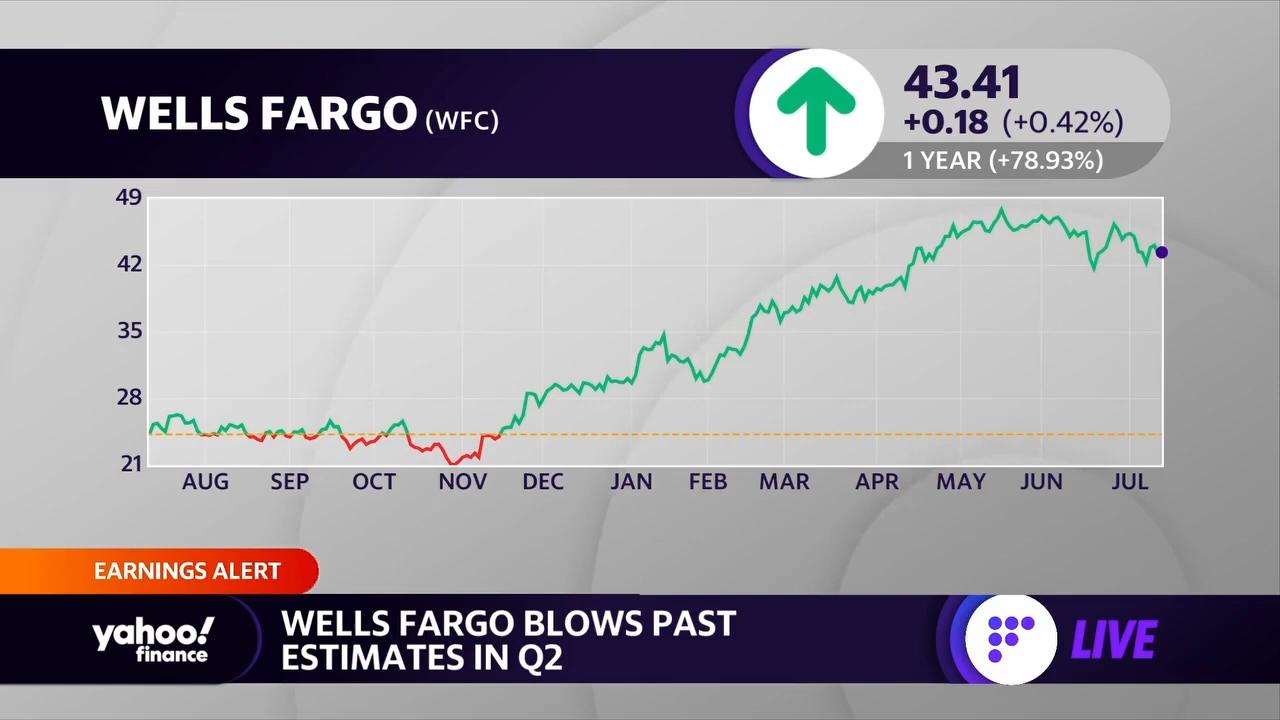 WELLS FARGO (WFC)
43.41
+0.18 (+0.42%)
1 YEAR (+78.93%)
49
42
35
28
21
AUG SEP OCT NOV DEC JAN FEB MAR APR MAY JUN JUL
EARNINGS ALERT
yahoo!
finance
WELLS FARGO BLOWS PAST
ESTIMATES IN Q2
LIVE